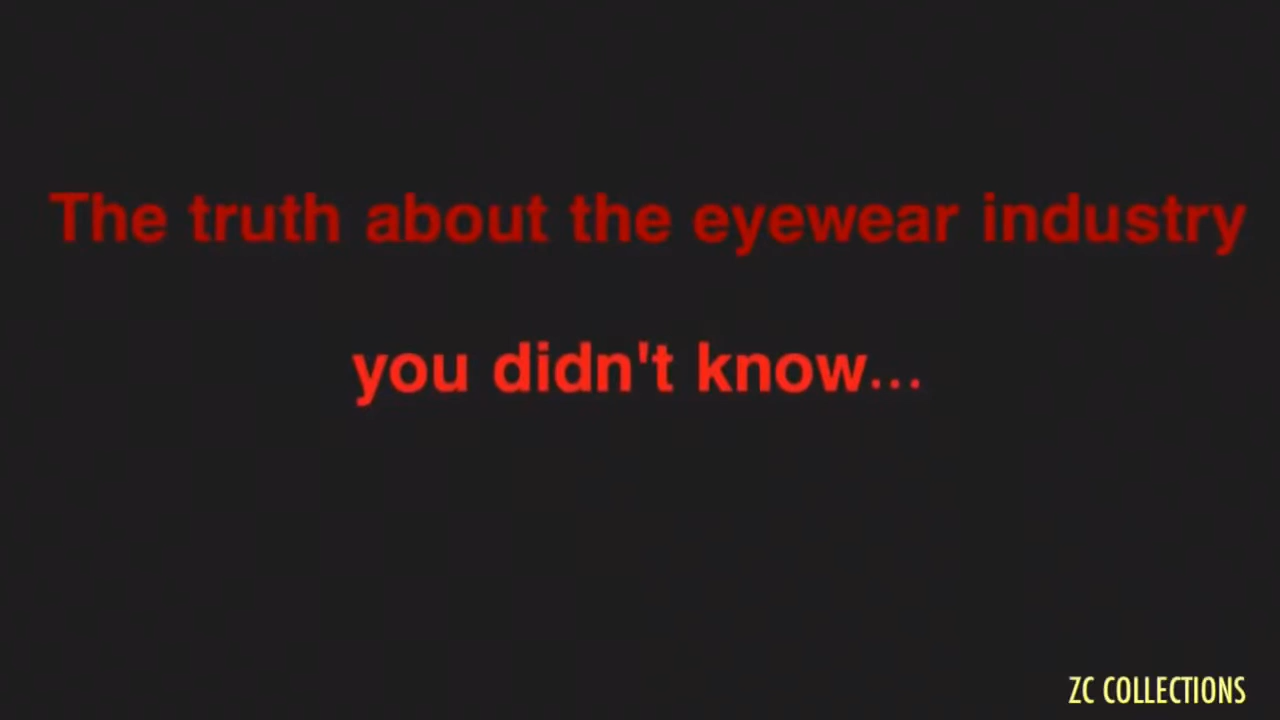 The truth about the eyewear industry
you didn't know...
ZC COLLECTIONS